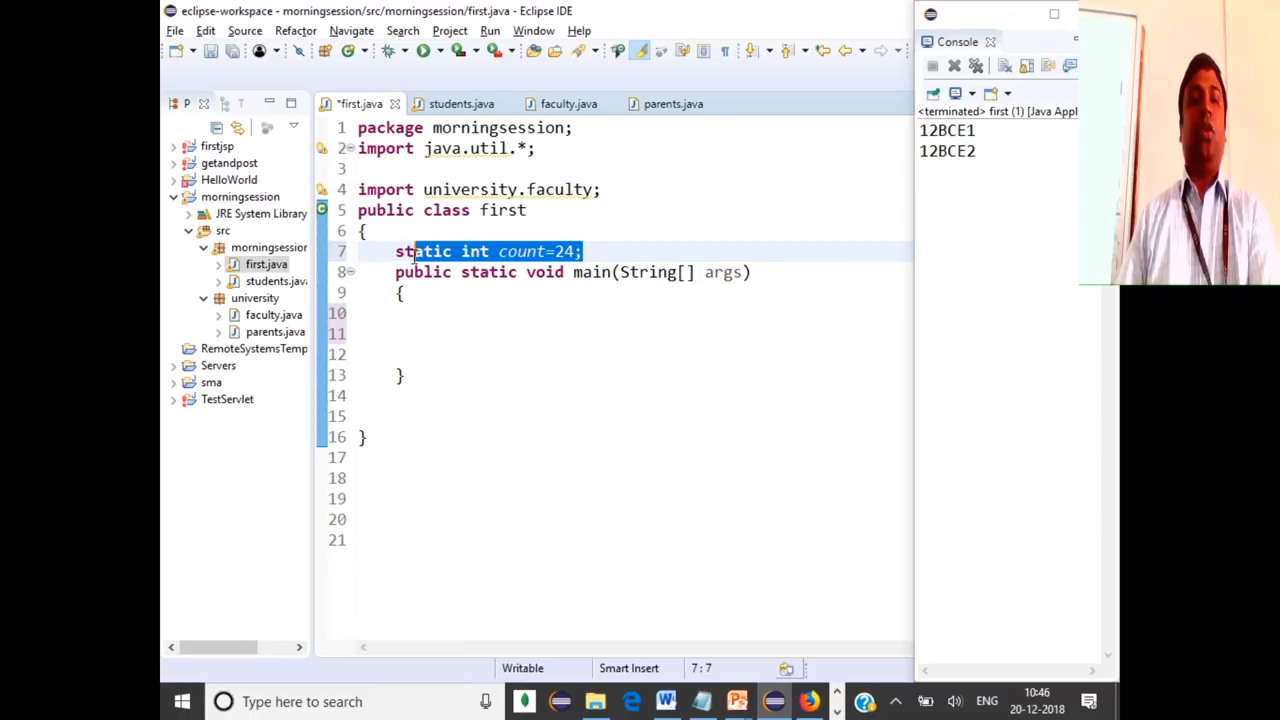 eclipse-workspace - morningsession/src/morningsession/first.java - Eclipse IDE
File Edit Source Refactor Navigate Search Project Run Window Help
P
T
*first.java
students.java
faculty.java
parents.java
firstjsp
getandpost
HelloWorld
morningsession
JRE System Library
src
morningsession
first.java
students.java
university
faculty.java
parents.java
RemoteSystemsTemp
Servers
sma
TestServlet
1 package morningsession;
2 import java.util.*;
3
4 import university.faculty;
5 public class first
6 {
7 static int count=24;
8 public static void main(String[] args)
9 {
10
11
12
13 }
14
15
16 }
17
18
19
20
21
Console
<terminated> first (1) [Java Appl
12BCE1
12BCE2
Writable
Smart Insert
7 : 7
Type here to search
ENG
10:46
20-12-2018